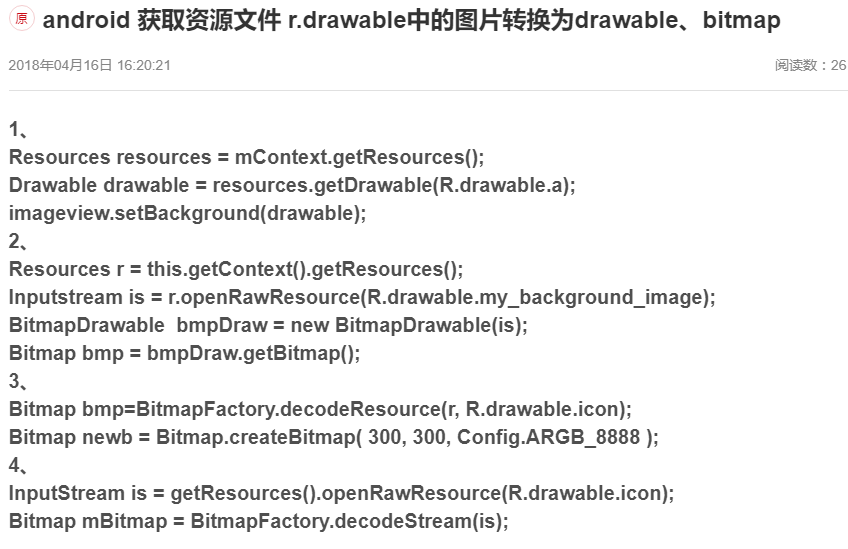 原 android 获取资源文件 r.drawable中的图片转换为drawable、bitmap
2018年04月16日 16:20:21 阅读数：26
1、
Resources resources = mContext.getResources();
Drawable drawable = resources.getDrawable(R.drawable.a);
imageview.setBackground(drawable);
2、
Resources r = this.getContext().getResources();
Inputstream is = r.openRawResource(R.drawable.my_background_image);
BitmapDrawable  bmpDraw = new BitmapDrawable(is);
Bitmap bmp = bmpDraw.getBitmap();
3、
Bitmap bmp=BitmapFactory.decodeResource(r, R.drawable.icon);
Bitmap newb = Bitmap.createBitmap( 300, 300, Config.ARGB_8888 );
4、
InputStream is = getResources().openRawResource(R.drawable.icon);
Bitmap mBitmap = BitmapFactory.decodeStream(is);